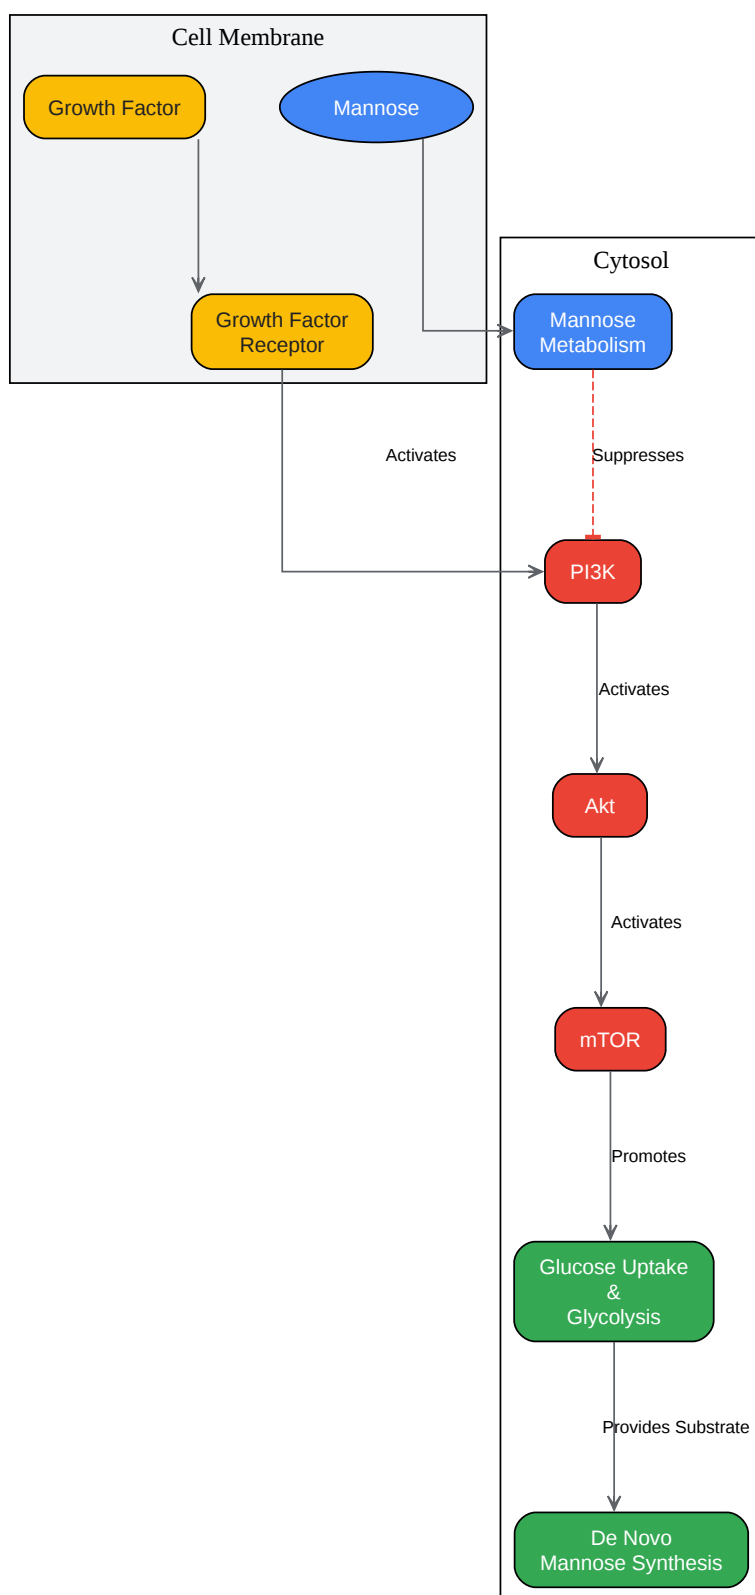 Cell Membrane
Growth Factor
Mannose
Growth Factor
Receptor
Cytosol
Mannose
Metabolism
Activates
Suppresses
PI3K
Activates
Akt
Activates
mTOR
Promotes
Glucose Uptake
&
Glycolysis
Provides Substrate
De Novo
Mannose Synthesis